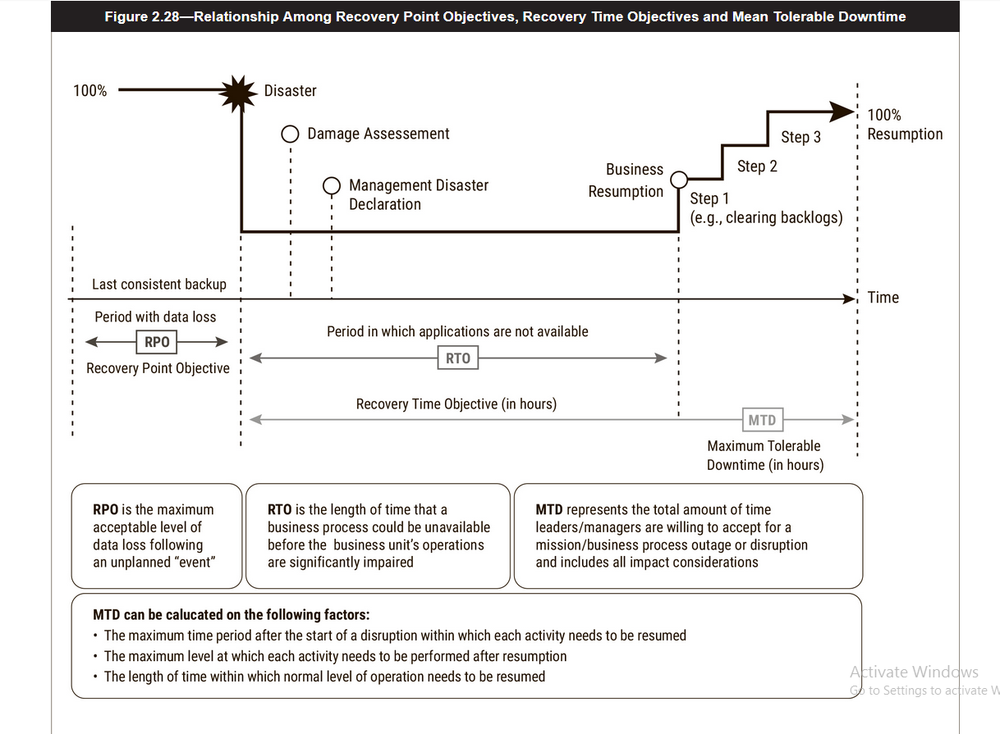 Figure 2.28—Relationship Among Recovery Point Objectives, Recovery Time Objectives and Mean Tolerable Downtime
100%
Disaster
Damage Assessement
Management Disaster
Declaration
Business
Resumption
Step 1
(e.g., clearing backlogs)
Step 2
Step 3
100%
Resumption
Last consistent backup
Time
Period with data loss
RPO
Recovery Point Objective
Period in which applications are not available
RTO
Recovery Time Objective (in hours)
MTD
Maximum Tolerable
Downtime (in hours)
RPO is the maximum
acceptable level of
data loss following
an unplanned “event”
RTO is the length of time that a
business process could be unavailable
before the business unit’s operations
are significantly impaired
MTD represents the total amount of time
leaders/managers are willing to accept for a
mission/business process outage or disruption
and includes all impact considerations
MTD can be calucated on the following factors:
• The maximum time period after the start of a disruption within which each activity needs to be resumed
• The maximum level at which each activity needs to be performed after resumption
• The length of time within which normal level of operation needs to be resumed
Activate Windows
Go to Settings to activate W